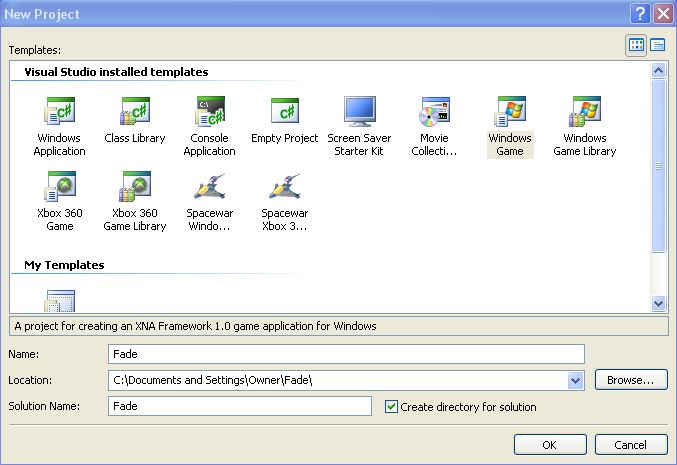 New Project
Templates:
Visual Studio installed templates
Windows Application
Class Library
Console Application
Empty Project
Screen Saver Starter Kit
Movie Collecti...
Windows Game
Windows Game Library
Xbox 360 Game
Xbox 360 Game Library
Spacewar Windo...
Spacewar Xbox 3...
My Templates
A project for creating an XNA Framework 1.0 game application for Windows
Name: Fade
Location: C:\Documents and Settings\Owner\Fade\ Browse...
Solution Name: Fade Create directory for solution
OK Cancel